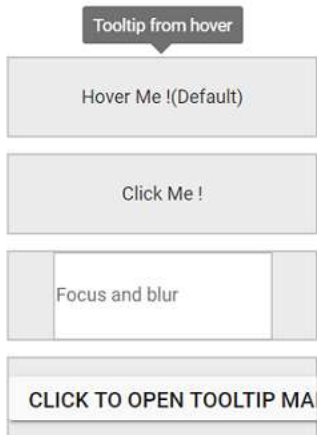 Tooltip from hover
Hover Me !(Default)
Click Me !
Focus and blur
CLICK TO OPEN TOOLTIP MA